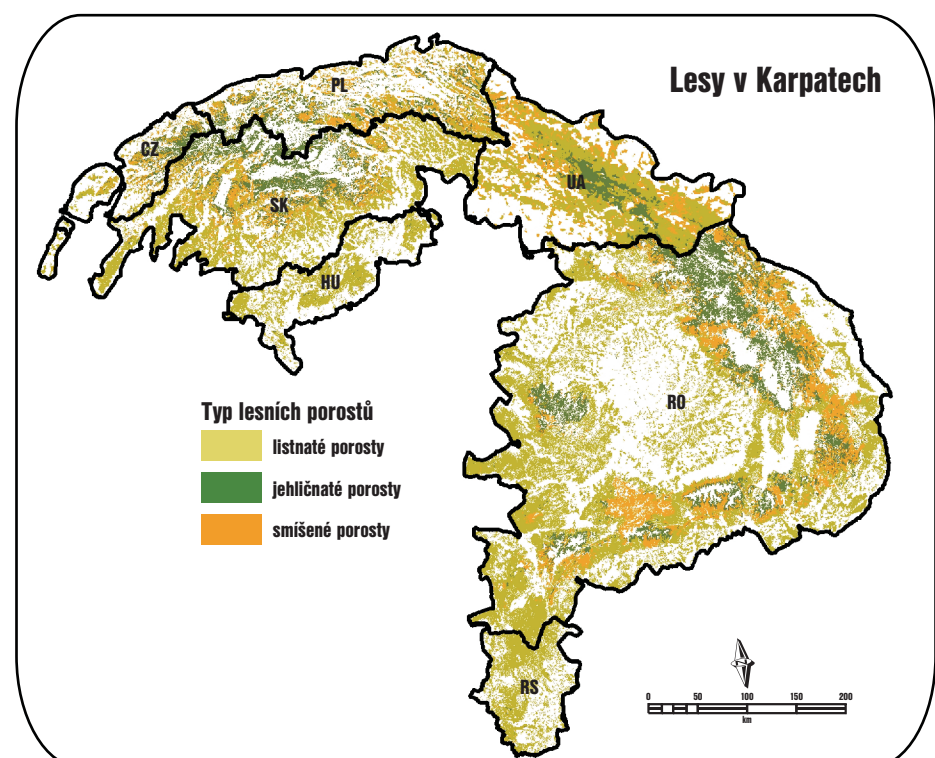 Lesy v Karpatech
PL
CZ
UA
SK
HU
RO
Typ lesních porostů
listnaté porosty
jehličnaté porosty
smíšené porosty
RS
0 50 100 150 200
km